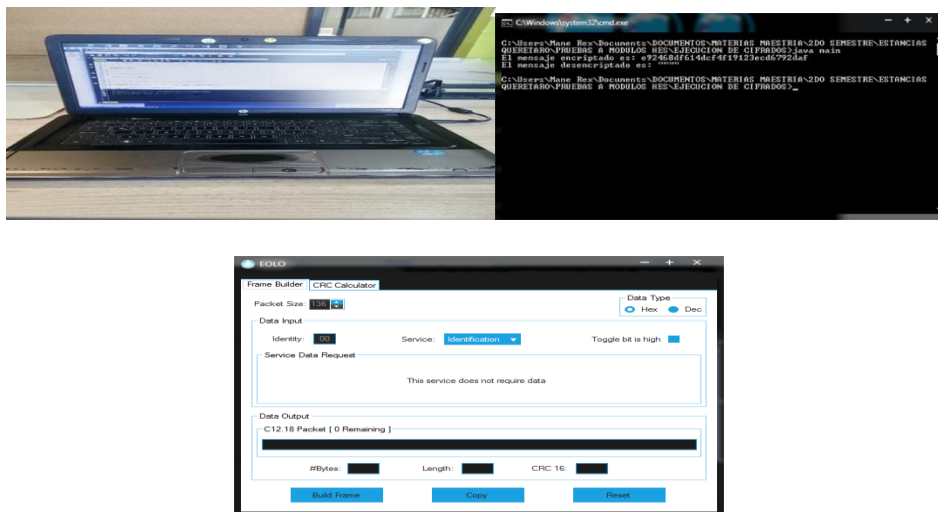 C:\Windows\system32\cmd.exe
C:\Users\Mane Rex\Documents\DOCUMENTOS\MATERIAS MAESTRIA\2DO SEMESTRE\ESTANCIAS
QUERETARO\PRUEBAS A MODULOS HES\EJECUCION DE CIFRADOS>java main
El mensaje encriptado es: e92468df614dcf4f19123ecd6792daf
El mensaje desencriptado es: """"
C:\Users\Mane Rex\Documents\DOCUMENTOS\MATERIAS MAESTRIA\2DO SEMESTRE\ESTANCIAS
QUERETARO\PRUEBAS A MODULOS HES\EJECUCION DE CIFRADOS>_
EOLO
Frame Builder CRC Calculator
Packet Size: 136
Data Type
Hex Dec
Data Input
Identity: 00 Service: Identification Toggle bit is high
Service Data Request
This service does not require data
Data Output
C12.18 Packet [ 0 Remaining ]
#Bytes: Length: CRC 16:
Build Frame Copy Reset